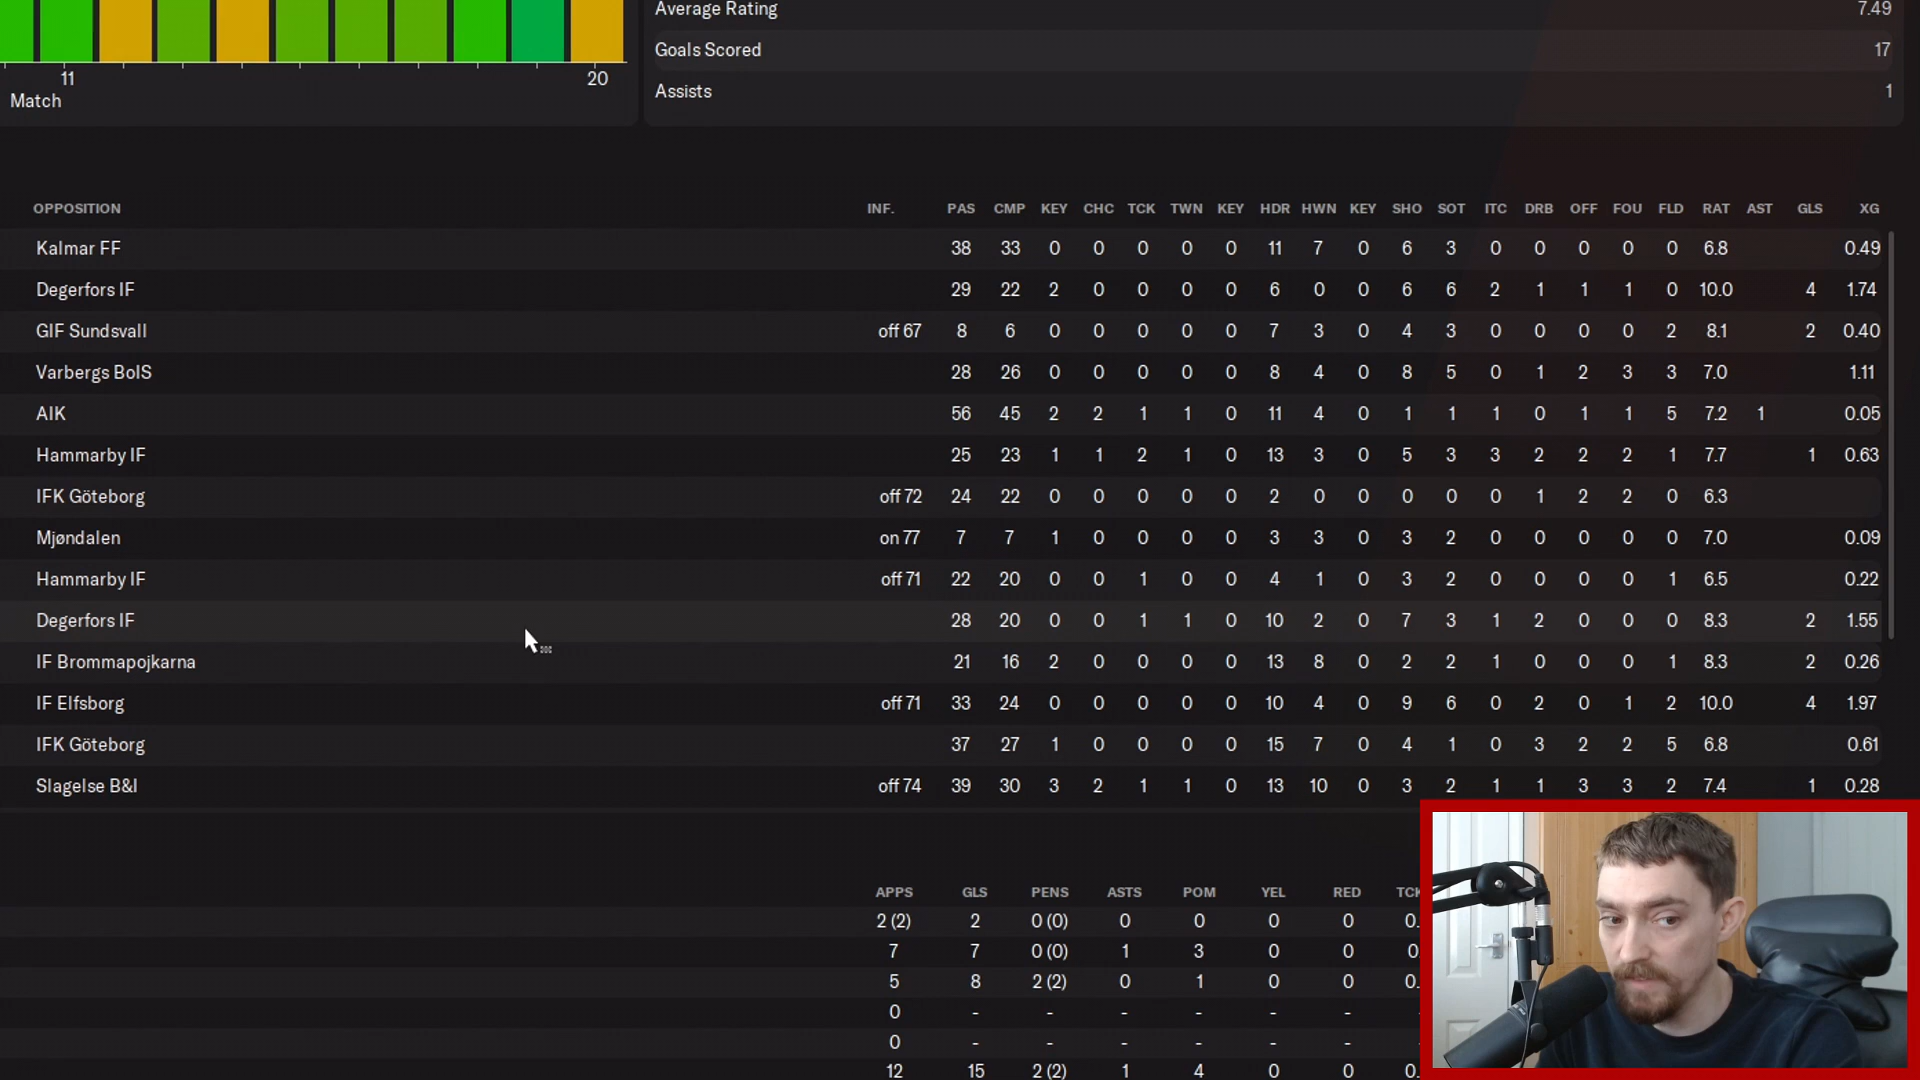 Average Rating 7.49
Goals Scored 17
Assists 1
11 20
Match
OPPOSITION INF. PAS CMP KEY CHC TCK TWN KEY HDR HWN KEY SHO SOT ITC DRB OFF FOU FLD RAT AST GLS XG
Kalmar FF 38 33 0 0 0 0 0 11 7 0 6 3 0 0 0 0 0 6.8 0.49
Degerfors IF 29 22 2 0 0 0 0 6 0 0 6 6 2 1 1 1 0 10.0 4 1.74
GIF Sundsvall off 67 8 6 0 0 0 0 0 7 3 0 4 3 0 0 0 0 2 8.1 2 0.40
Varbergs BoIS 28 26 0 0 0 0 0 8 4 0 8 5 0 1 2 3 3 7.0 1.11
AIK 56 45 2 2 1 1 0 11 4 0 1 1 1 0 1 1 5 7.2 1 0.05
Hammarby IF 25 23 1 1 2 1 0 13 3 0 5 3 3 2 2 2 1 7.7 1 0.63
IFK Göteborg off 72 24 22 0 0 0 0 0 2 0 0 0 0 0 1 2 2 0 6.3
Mjøndalen on 77 7 7 1 0 0 0 0 3 3 0 3 2 0 0 0 0 0 7.0 0.09
Hammarby IF off 71 22 20 0 0 1 0 0 4 1 0 3 2 0 0 0 0 1 6.5 0.22
Degerfors IF 28 20 0 0 1 1 0 10 2 0 7 3 1 2 0 0 0 8.3 2 1.55
IF Brommapojkarna 21 16 2 0 0 0 0 13 8 0 2 2 1 0 0 0 1 8.3 2 0.26
IF Elfsborg off 71 33 24 0 0 0 0 0 10 4 0 9 6 0 2 0 1 2 10.0 4 1.97
IFK Göteborg 37 27 1 0 0 0 0 15 7 0 4 1 0 3 2 2 5 6.8 0.61
Slagelse B&I off 74 39 30 3 2 1 1 0 13 10 0 3 2 1 1 3 3 2 7.4 1 0.28
APPS GLS PENS ASTS POM YEL RED TCK
2 (2) 2 0 (0) 0 0 0 0 0.
7 7 0 (0) 1 3 0 0 0.
5 8 2 (2) 0 1 0 0 0.
0 - - - - - -
0 - - - - - -
12 15 2 (2) 1 4 0 0 0.